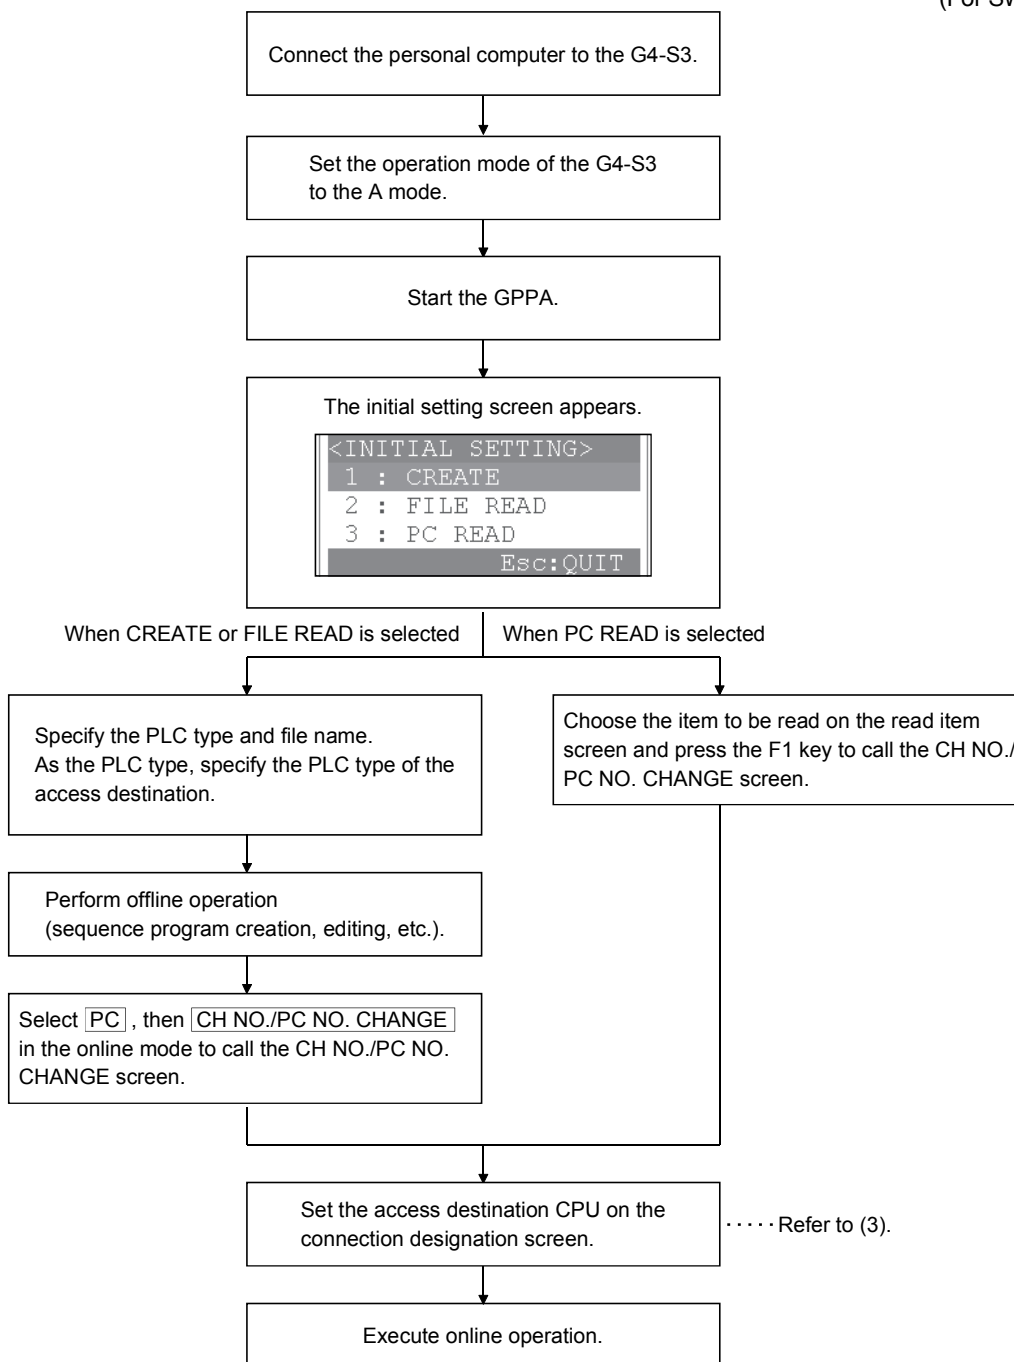 Connect the personal computer to the G4-S3.
Set the operation mode of the G4-S3
to the A mode.
Start the GPPA.
The initial setting screen appears.
<INITIAL SETTING>
1 : CREATE
2 : FILE READ
3 : PC READ
Esc:QUIT
When CREATE or FILE READ is selected
When PC READ is selected
Specify the PLC type and file name.
As the PLC type, specify the PLC type of the
access destination.
Choose the item to be read on the read item
screen and press the F1 key to call the CH NO./
PC NO. CHANGE screen.
Perform offline operation
(sequence program creation, editing, etc.).
Select PC , then CH NO./PC NO. CHANGE
in the online mode to call the CH NO./PC NO.
CHANGE screen.
Set the access destination CPU on the
connection designation screen.
· · · · · Refer to (3).
Execute online operation.